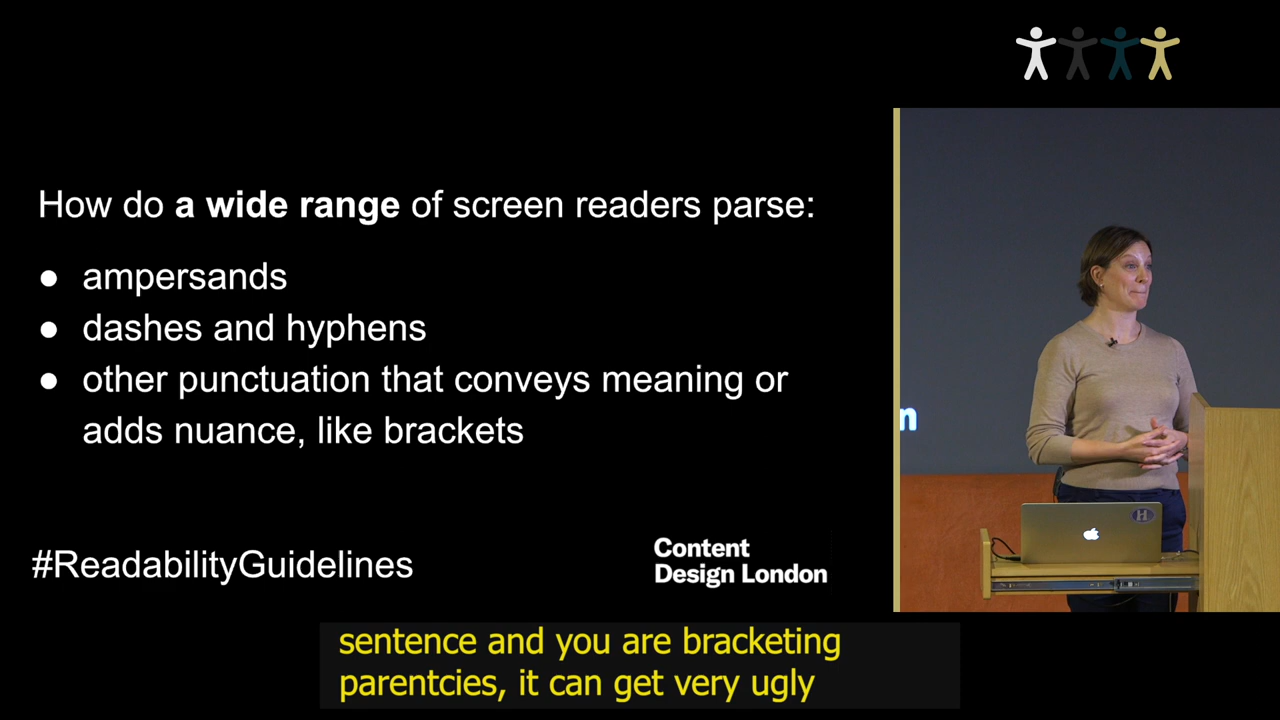 How do a wide range of screen readers parse:
● ampersands
● dashes and hyphens
● other punctuation that conveys meaning or
adds nuance, like brackets
#ReadabilityGuidelines
Content
Design London
n
H
sentence and you are bracketing
parentcies, it can get very ugly